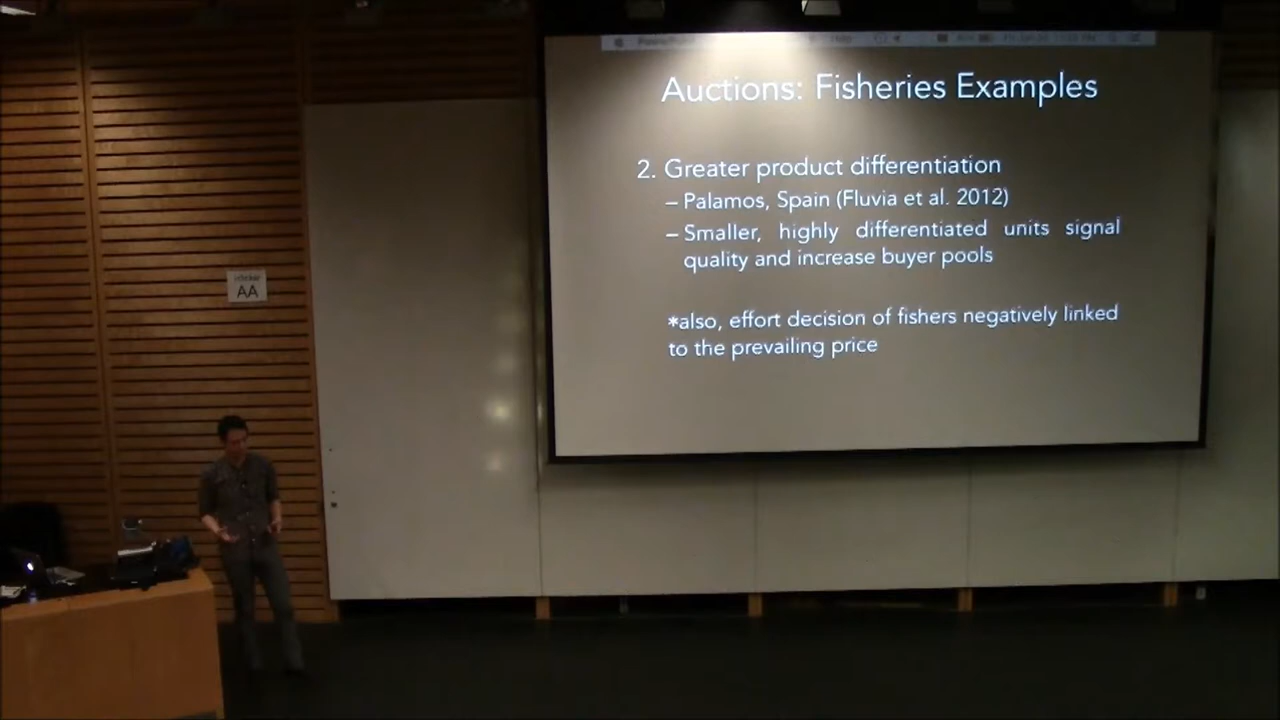 Auctions: Fisheries Examples
2. Greater product differentiation
– Palamos, Spain (Fluvia et al. 2012)
– Smaller, highly differentiated units signal
quality and increase buyer pools
*also, effort decision of fishers negatively linked
to the prevailing price
AA